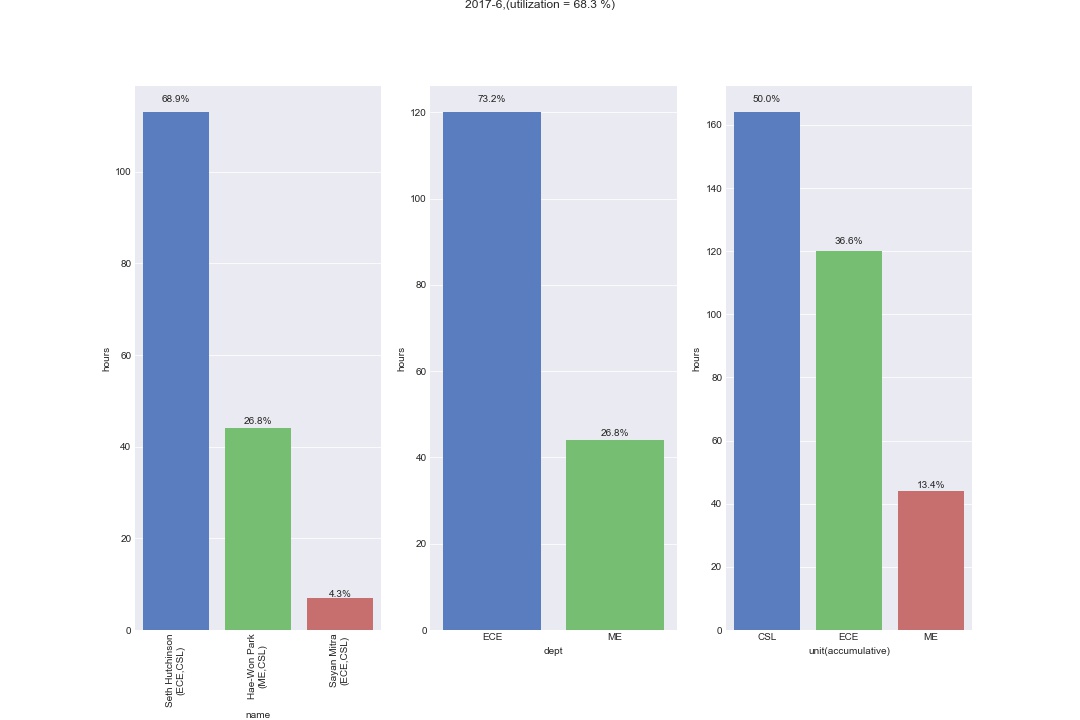 2017-6,(utilization = 68.3 %)
68.9%
26.8%
4.3%
100
80
60
40
20
0
hours
Seth Hutchinson
(ECE,CSL)
Hae-Won Park
(ME,CSL)
Sayan Mitra
(ECE,CSL)
name
73.2%
26.8%
120
100
80
60
40
20
0
hours
ECE
ME
dept
50.0%
36.6%
13.4%
160
140
120
100
80
60
40
20
0
hours
CSL
ECE
ME
unit(accumulative)